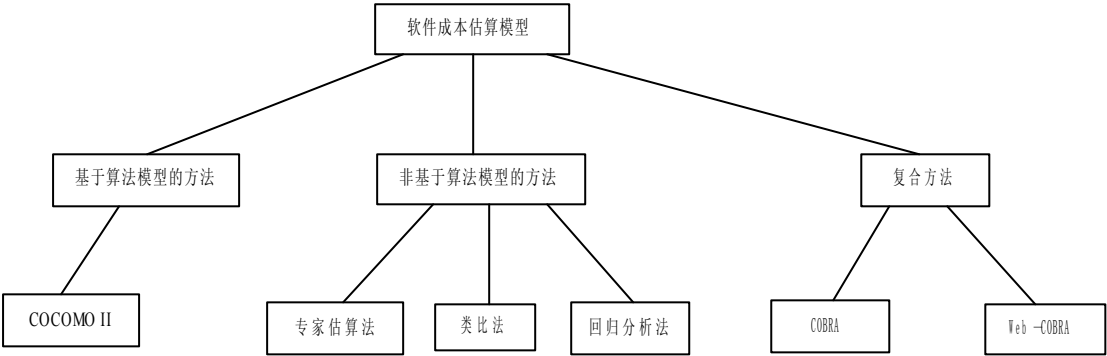 软件成本估算模型
基于算法模型的方法
非基于算法模型的方法
复合方法
COCOMO II
专家估算法
类比法
回归分析法
COBRA
Web -COBRA